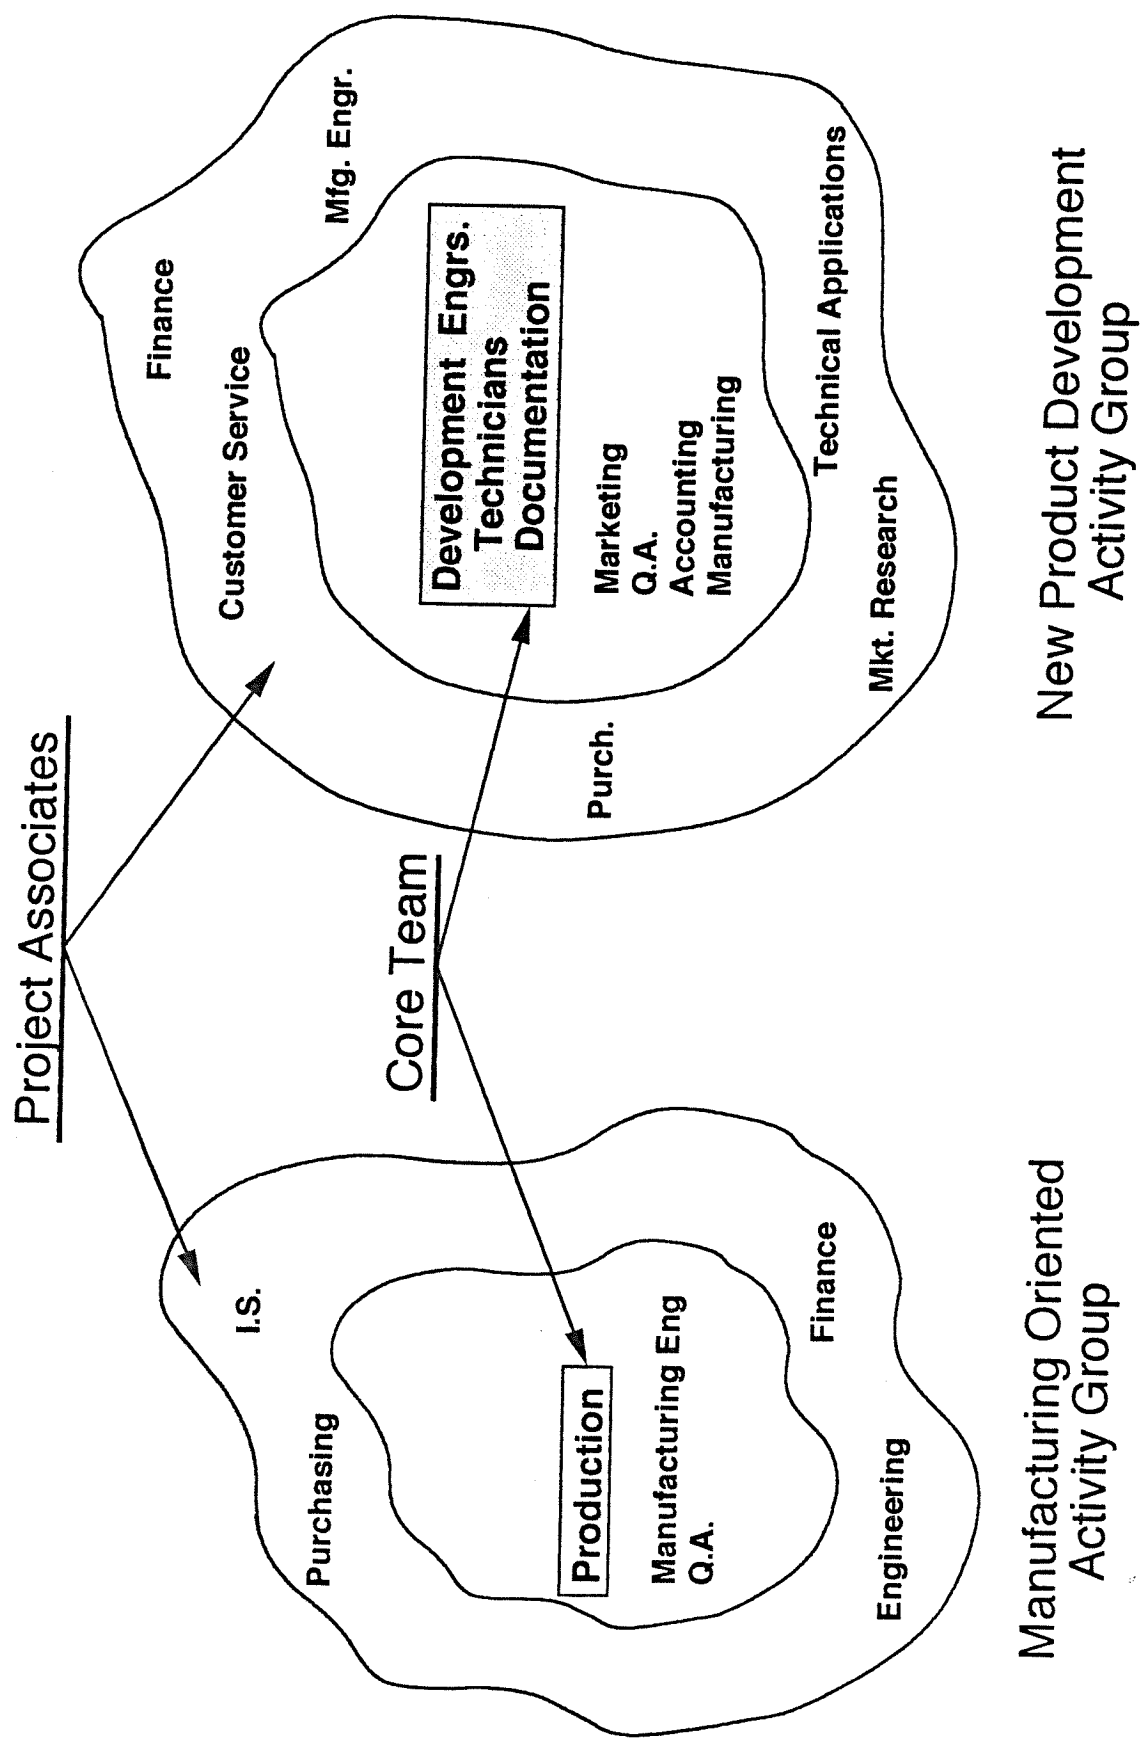 Project Associates
Core Team
I.S.
Purchasing
Production
Manufacturing Eng
Q.A.
Finance
Engineering
Manufacturing Oriented
Activity Group
Finance
Customer Service
Mfg. Engr.
Development Engrs.
Technicians
Documentation
Marketing
Q.A.
Accounting
Manufacturing
Purch.
Technical Applications
Mkt. Research
New Product Development
Activity Group